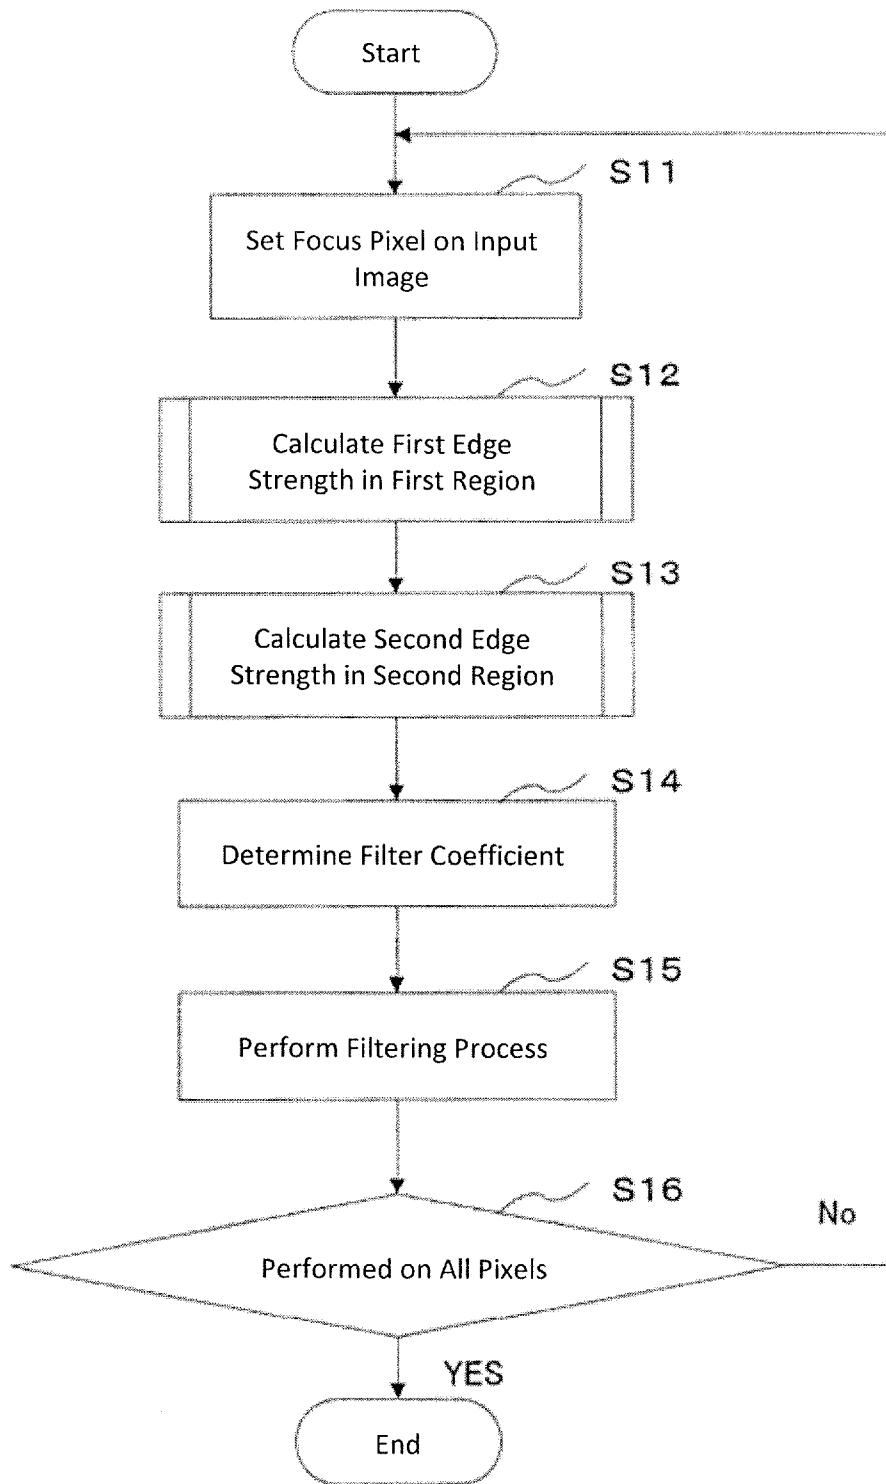 Start
S11
Set Focus Pixel on Input
Image
S12
Calculate First Edge
Strength in First Region
S13
Calculate Second Edge
Strength in Second Region
S14
Determine Filter Coefficient
S15
Perform Filtering Process
S16
No
Performed on All Pixels
YES
End